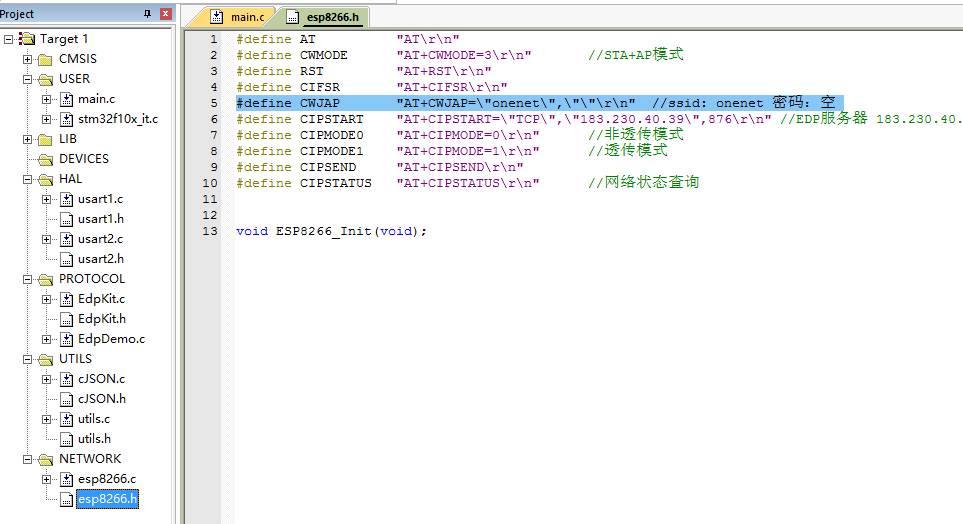 Project
main.c
esp8266.h
Target 1
CMSIS
USER
main.c
stm32f10x_it.c
LIB
DEVICES
HAL
usart1.c
usart1.h
usart2.c
usart2.h
PROTOCOL
EdpKit.c
EdpKit.h
EdpDemo.c
UTILS
cJSON.c
cJSON.h
utils.c
utils.h
NETWORK
esp8266.c
esp8266.h
1 #define AT "AT\r\n"
2 #define CWMODE "AT+CWMODE=3\r\n" //STA+AP模式
3 #define RST "AT+RST\r\n"
4 #define CIFSR "AT+CIFSR\r\n"
5 #define CWJAP "AT+CWJAP=\"onenet\",\"\"\r\n" //ssid: onenet 密码: 空
6 #define CIPSTART "AT+CIPSTART=\"TCP\",\"183.230.40.39\",876\r\n" //EDP服务器 183.230.40.
7 #define CIPMODE0 "AT+CIPMODE=0\r\n" //非透传模式
8 #define CIPMODE1 "AT+CIPMODE=1\r\n" //透传模式
9 #define CIPSEND "AT+CIPSEND\r\n"
10 #define CIPSTATUS "AT+CIPSTATUS\r\n" //网络状态查询
11
12
13 void ESP8266_Init(void);